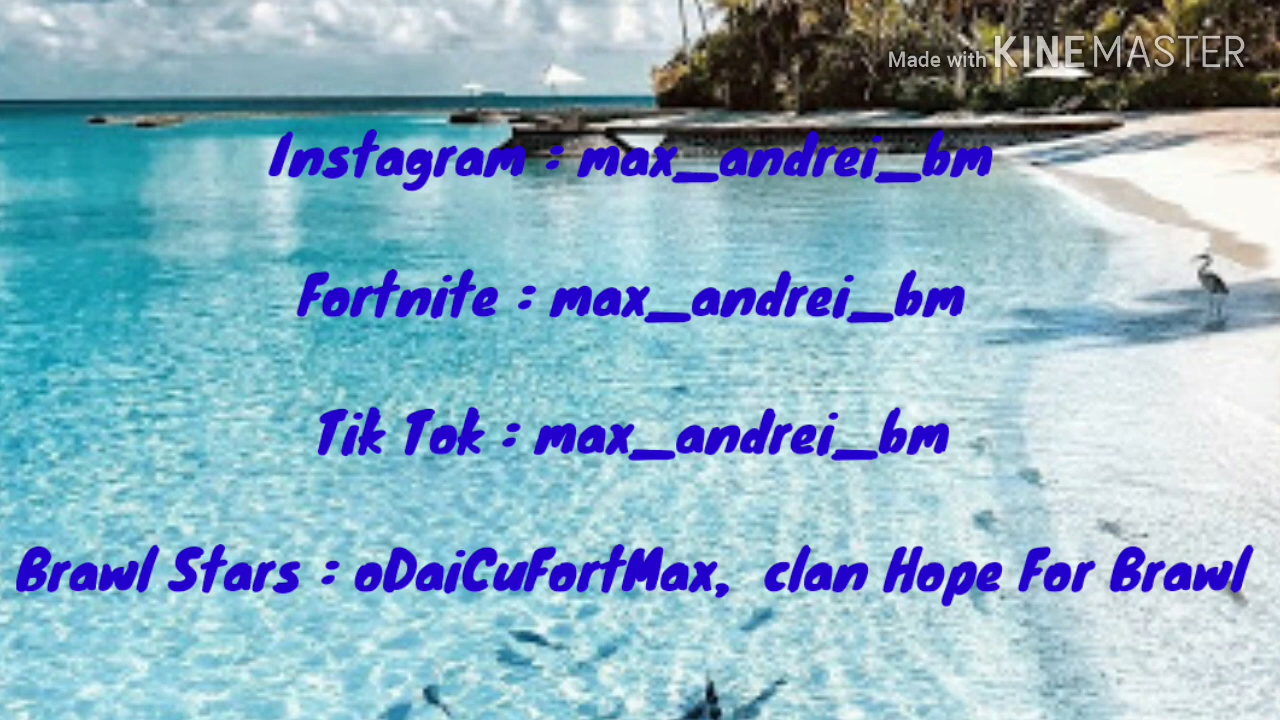 Made with KINEMASTER
Instagram : max_andrei_bm
Fortnite : max_andrei_bm
Tik Tok : max_andrei_bm
Brawl Stars : oDaiCuFortMax, clan Hope For Brawl